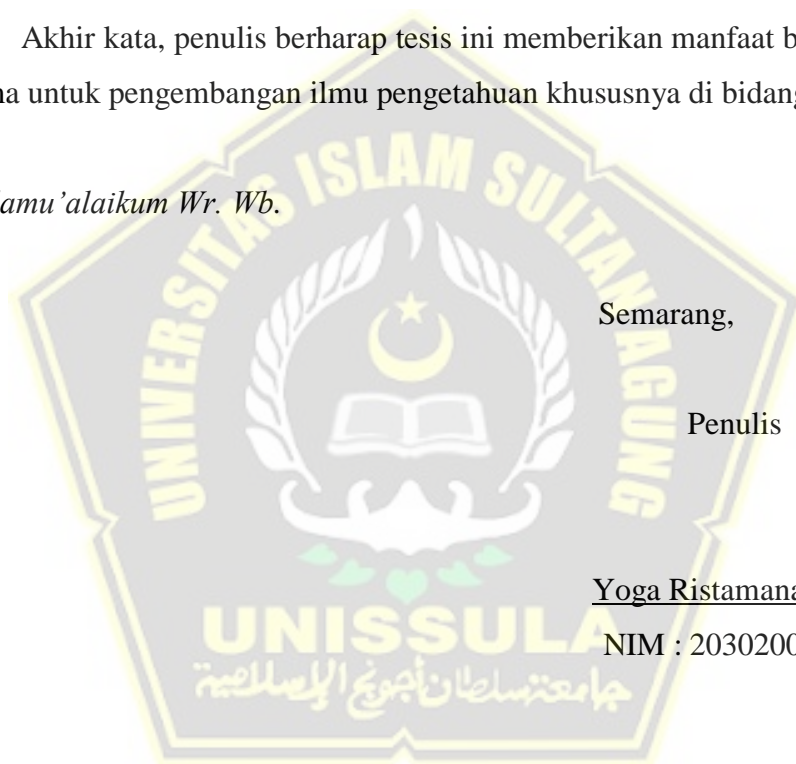 Akhir kata, penulis berharap tesis ini memberikan manfaat b
na untuk pengembangan ilmu pengetahuan khususnya di bidang
amu’alaikum Wr. Wb.
UNIVERSITAS ISLAM SULTAN AGUNG
Semarang,
Penulis
Yoga Ristamana
NIM : 2030200
UNISSULA
جامعة سلطان أجونج الإسلامية